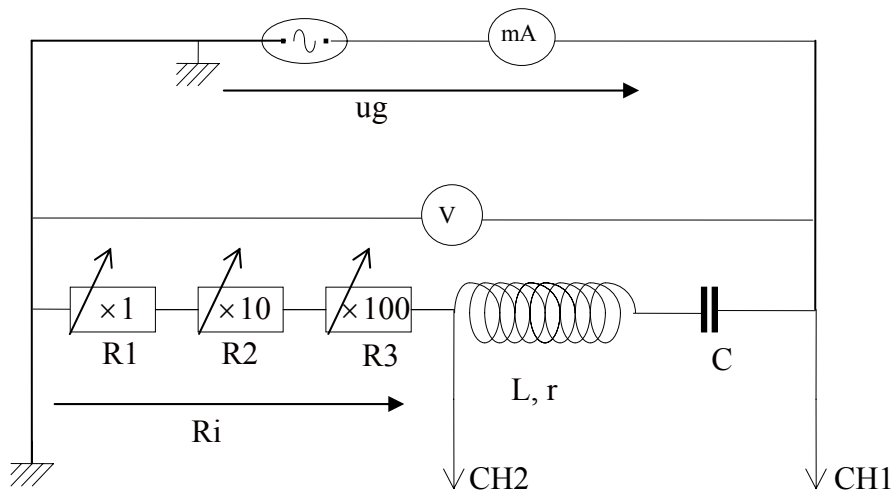 mA
ug
V
×1 ×10 ×100
R1 R2 R3 C
L, r
Ri
CH2 CH1